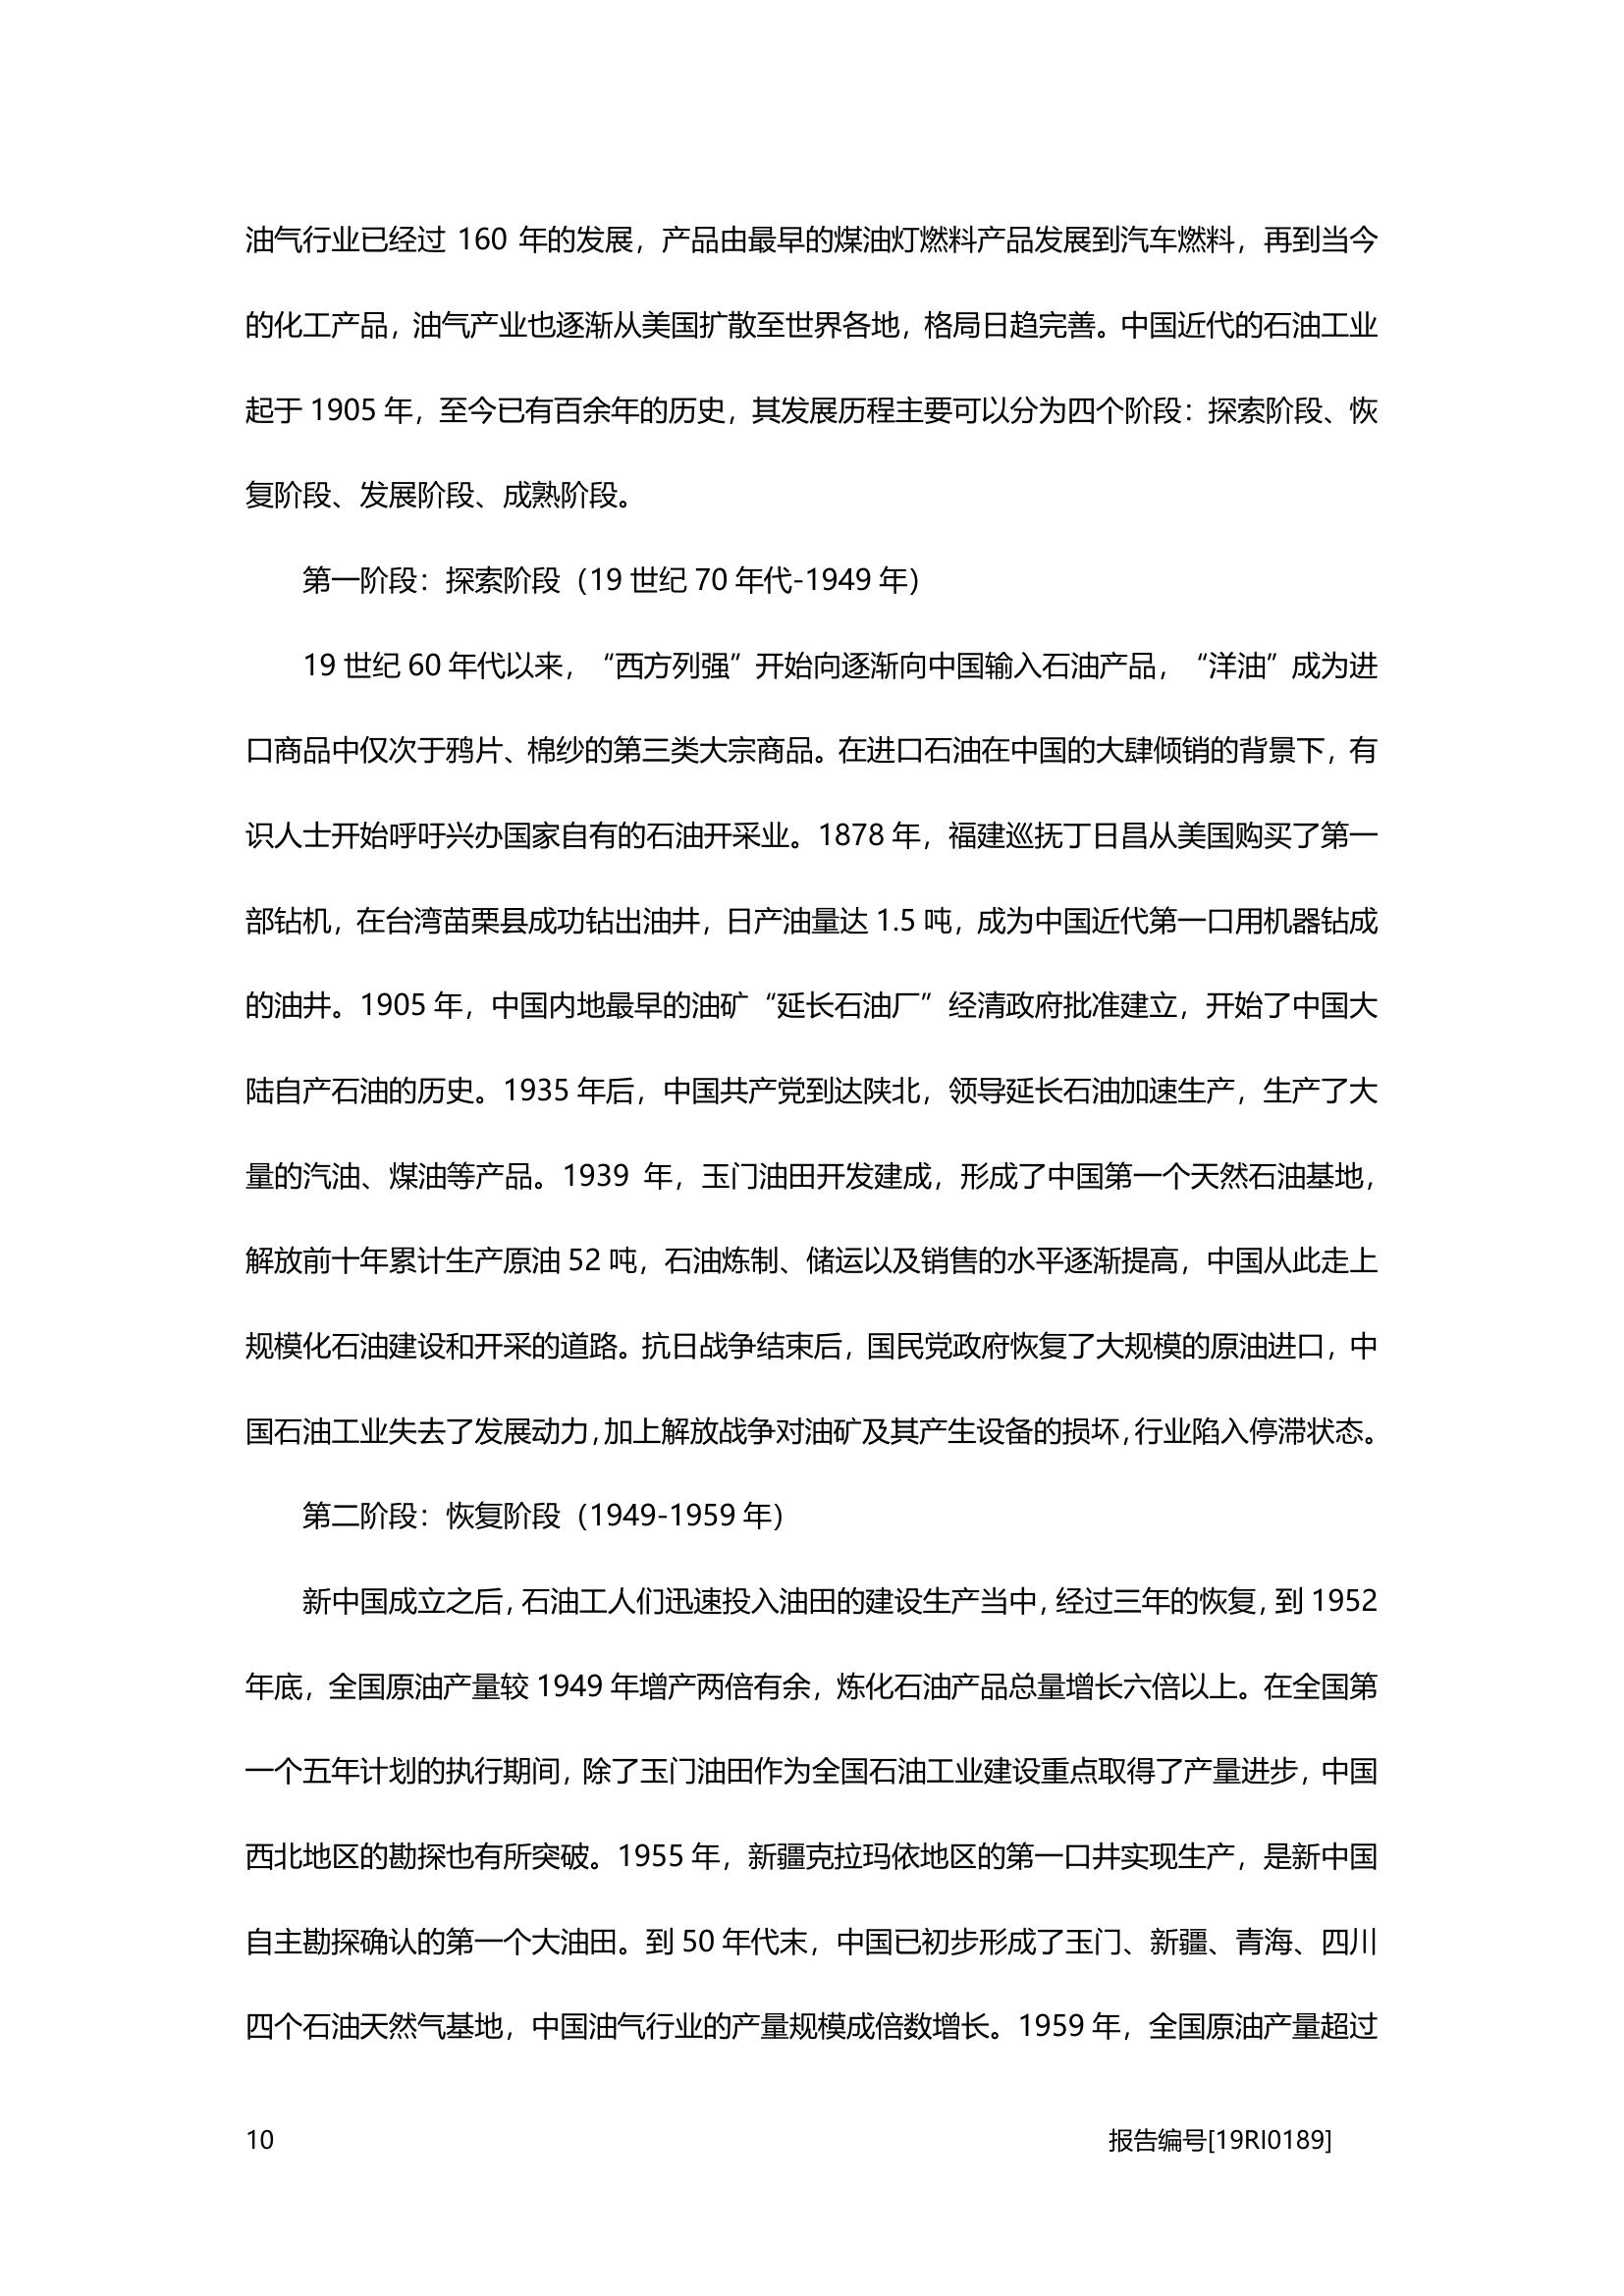 油气行业已经过 160 年的发展，产品由最早的煤油灯燃料产品发展到汽车燃料，再到当今
的化工产品，油气产业也逐渐从美国扩散至世界各地，格局日趋完善。中国近代的石油工业
起于 1905 年，至今已有百余年的历史，其发展历程主要可以分为四个阶段：探索阶段、恢
复阶段、发展阶段、成熟阶段。
第一阶段：探索阶段（19 世纪 70 年代-1949 年）
19 世纪 60 年代以来，“西方列强”开始向逐渐向中国输入石油产品，“洋油”成为进
口商品中仅次于鸦片、棉纱的第三类大宗商品。在进口石油在中国的大肆倾销的背景下，有
识人士开始呼吁兴办国家自有的石油开采业。1878 年，福建巡抚丁日昌从美国购买了第一
部钻机，在台湾苗栗县成功钻出油井，日产油量达 1.5 吨，成为中国近代第一口用机器钻成
的油井。1905 年，中国内地最早的油矿“延长石油厂”经清政府批准建立，开始了中国大
陆自产石油的历史。1935 年后，中国共产党到达陕北，领导延长石油加速生产，生产了大
量的汽油、煤油等产品。1939 年，玉门油田开发建成，形成了中国第一个天然石油基地，
解放前十年累计生产原油 52 吨，石油炼制、储运以及销售的水平逐渐提高，中国从此走上
规模化石油建设和开采的道路。抗日战争结束后，国民党政府恢复了大规模的原油进口，中
国石油工业失去了发展动力，加上解放战争对油矿及其产生设备的损坏，行业陷入停滞状态。
第二阶段：恢复阶段（1949-1959 年）
新中国成立之后，石油工人们迅速投入油田的建设生产当中，经过三年的恢复，到 1952
年底，全国原油产量较 1949 年增产两倍有余，炼化石油产品总量增长六倍以上。在全国第
一个五年计划的执行期间，除了玉门油田作为全国石油工业建设重点取得了产量进步，中国
西北地区的勘探也有所突破。1955 年，新疆克拉玛依地区的第一口井实现生产，是新中国
自主勘探确认的第一个大油田。到 50 年代末，中国已初步形成了玉门、新疆、青海、四川
四个石油天然气基地，中国油气行业的产量规模成倍数增长。1959 年，全国原油产量超过
10 报告编号[19RI0189]